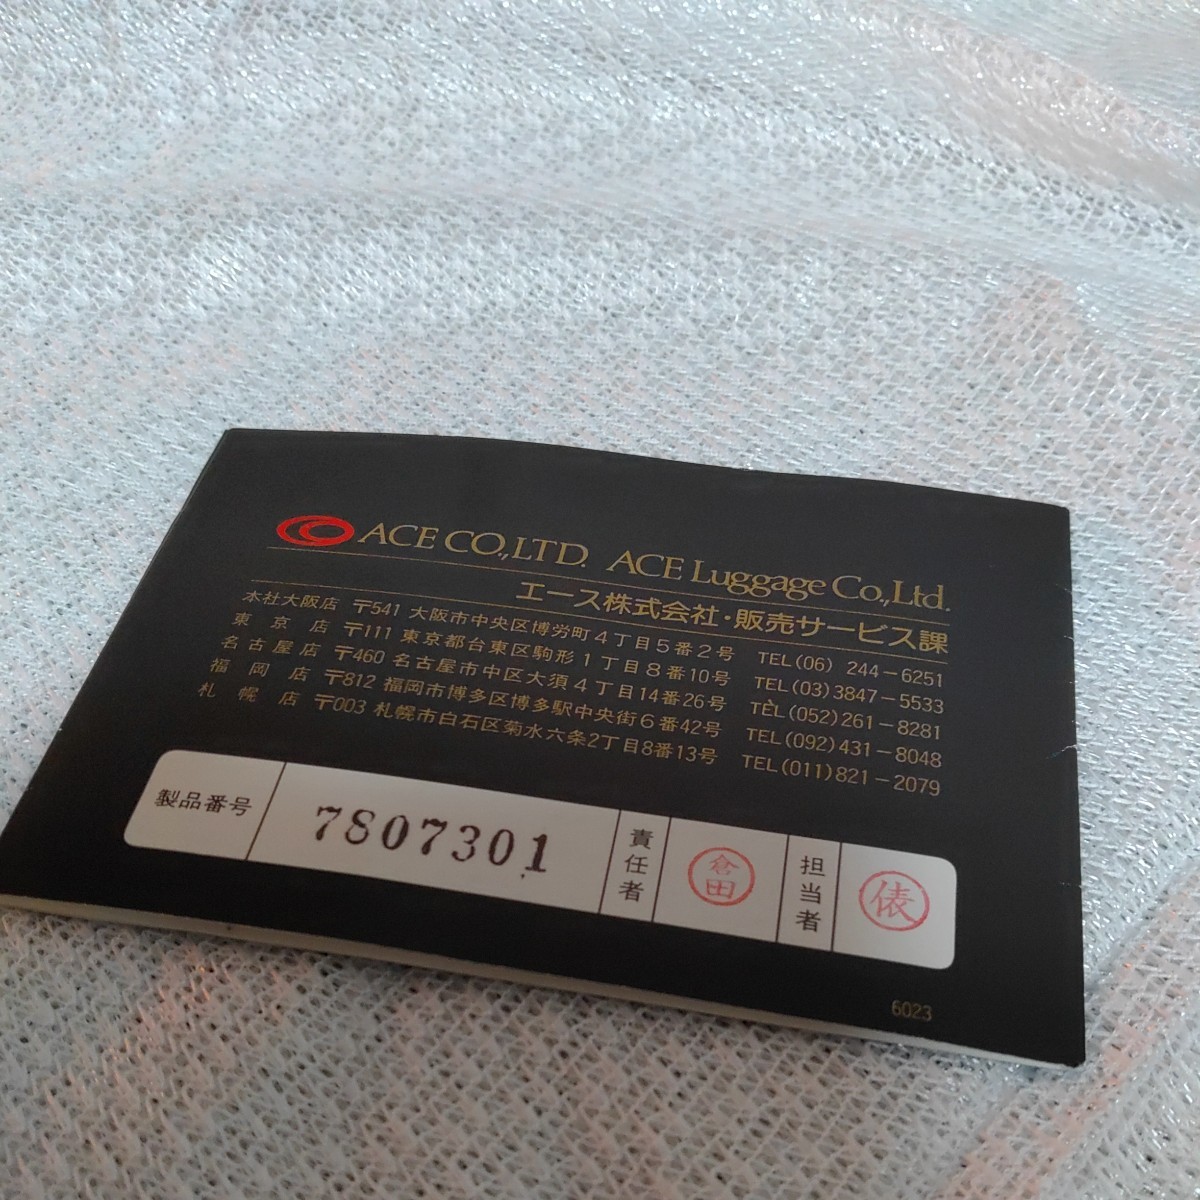 ACE CO.,LTD. ACE Luggage Co.,Ltd.
エース株式会社・販売サービス課
本社大阪店 〒541 大阪市中央区博労町4丁目5番2号 TEL(06) 244-6251
東京店 〒111 東京都台東区駒形1丁目8番10号 TEL(03)3847-5533
名古屋店 〒460 名古屋市中区大須4丁目14番26号 TEL(052)261-8281
福岡店 〒812 福岡市博多区博多駅中央街6番42号 TEL(092)431-8048
札幌店 〒003 札幌市白石区菊水六条2丁目8番13号 TEL(011)821-2079
製品番号 7807301 責任者 倉田 担当者 俵
6023